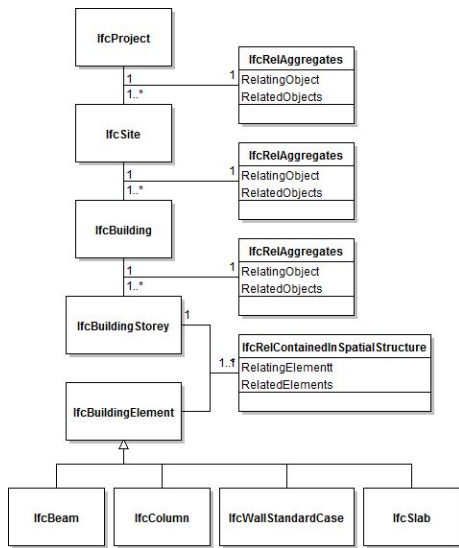 IfcProject
IfcRelAggregates
1
1
RelatingObject
1..*
RelatedObjects
IfcSite
IfcRelAggregates
1
1
RelatingObject
1..*
RelatedObjects
IfcBuilding
IfcRelAggregates
1
1
RelatingObject
1..*
RelatedObjects
IfcBuildingStorey
1
IfcRelContainedInSpatialStructure
RelatingElementt
RelatedElements
IfcBuildingElement
IfcBeam
IfcColumn
IfcWallStandardCase
IfcSlab